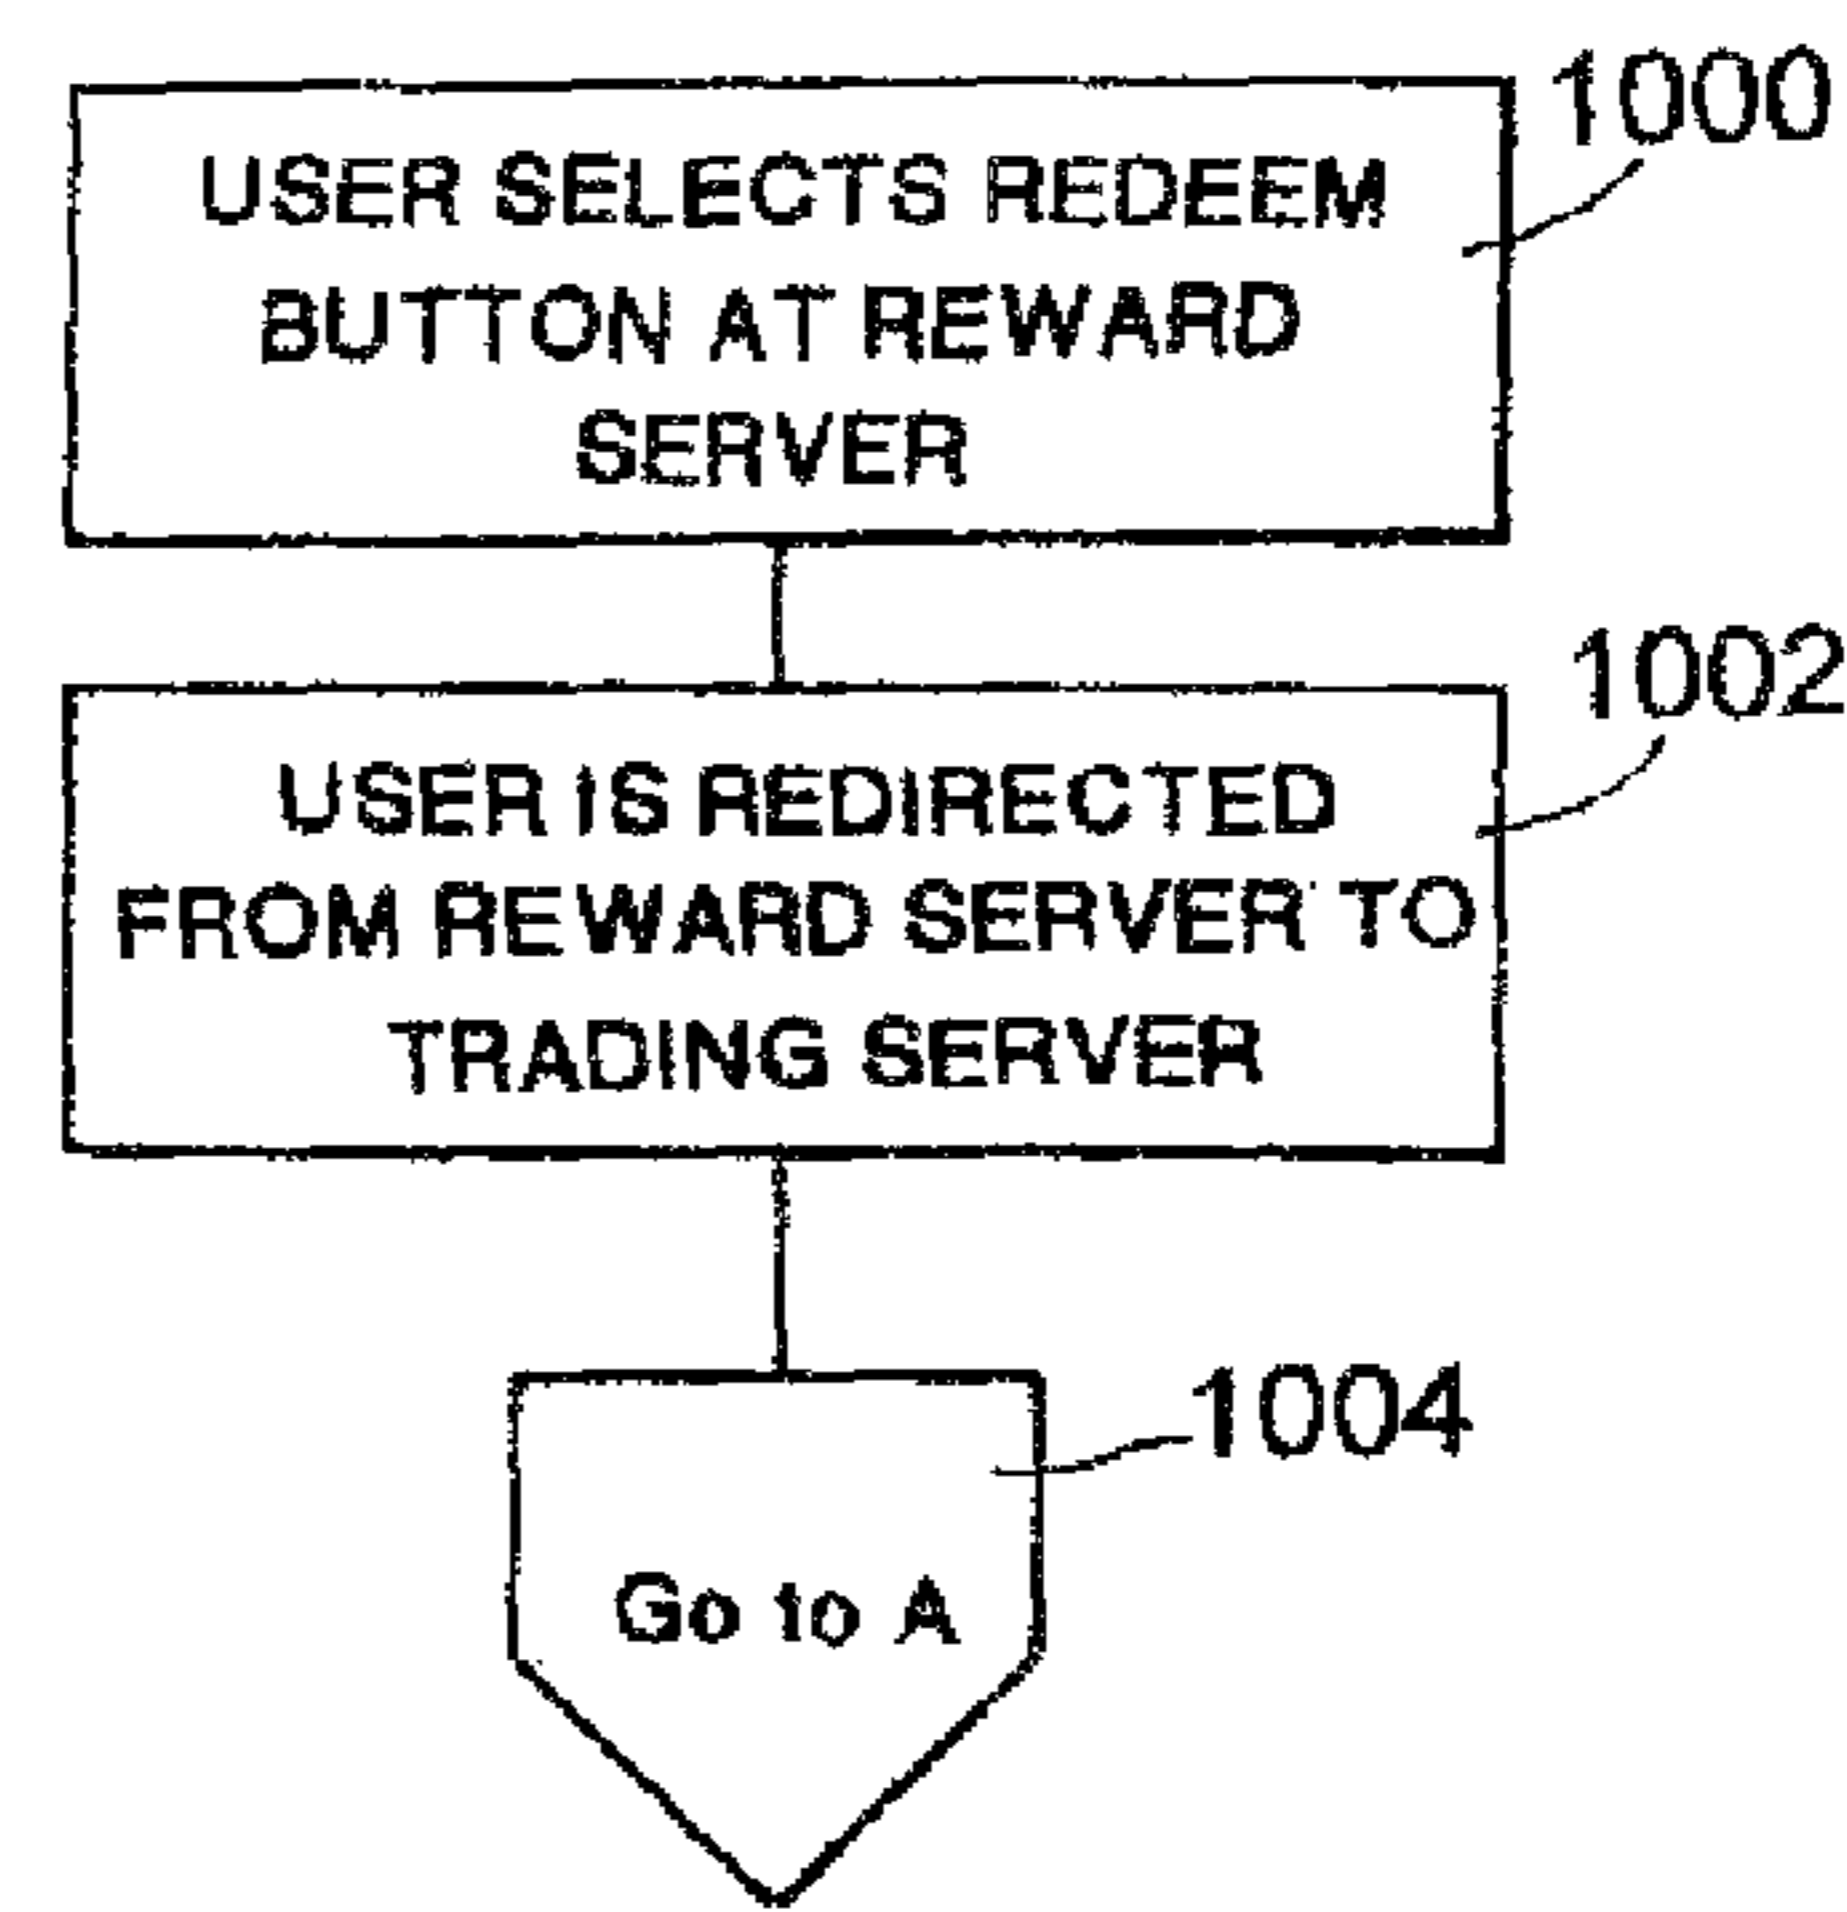 1000
USER SELECTS REDEEM
BUTTON AT REWARD
SERVER
1002
USER IS REDIRECTED
FROM REWARD SERVER TO
TRADING SERVER
1004
Go to A